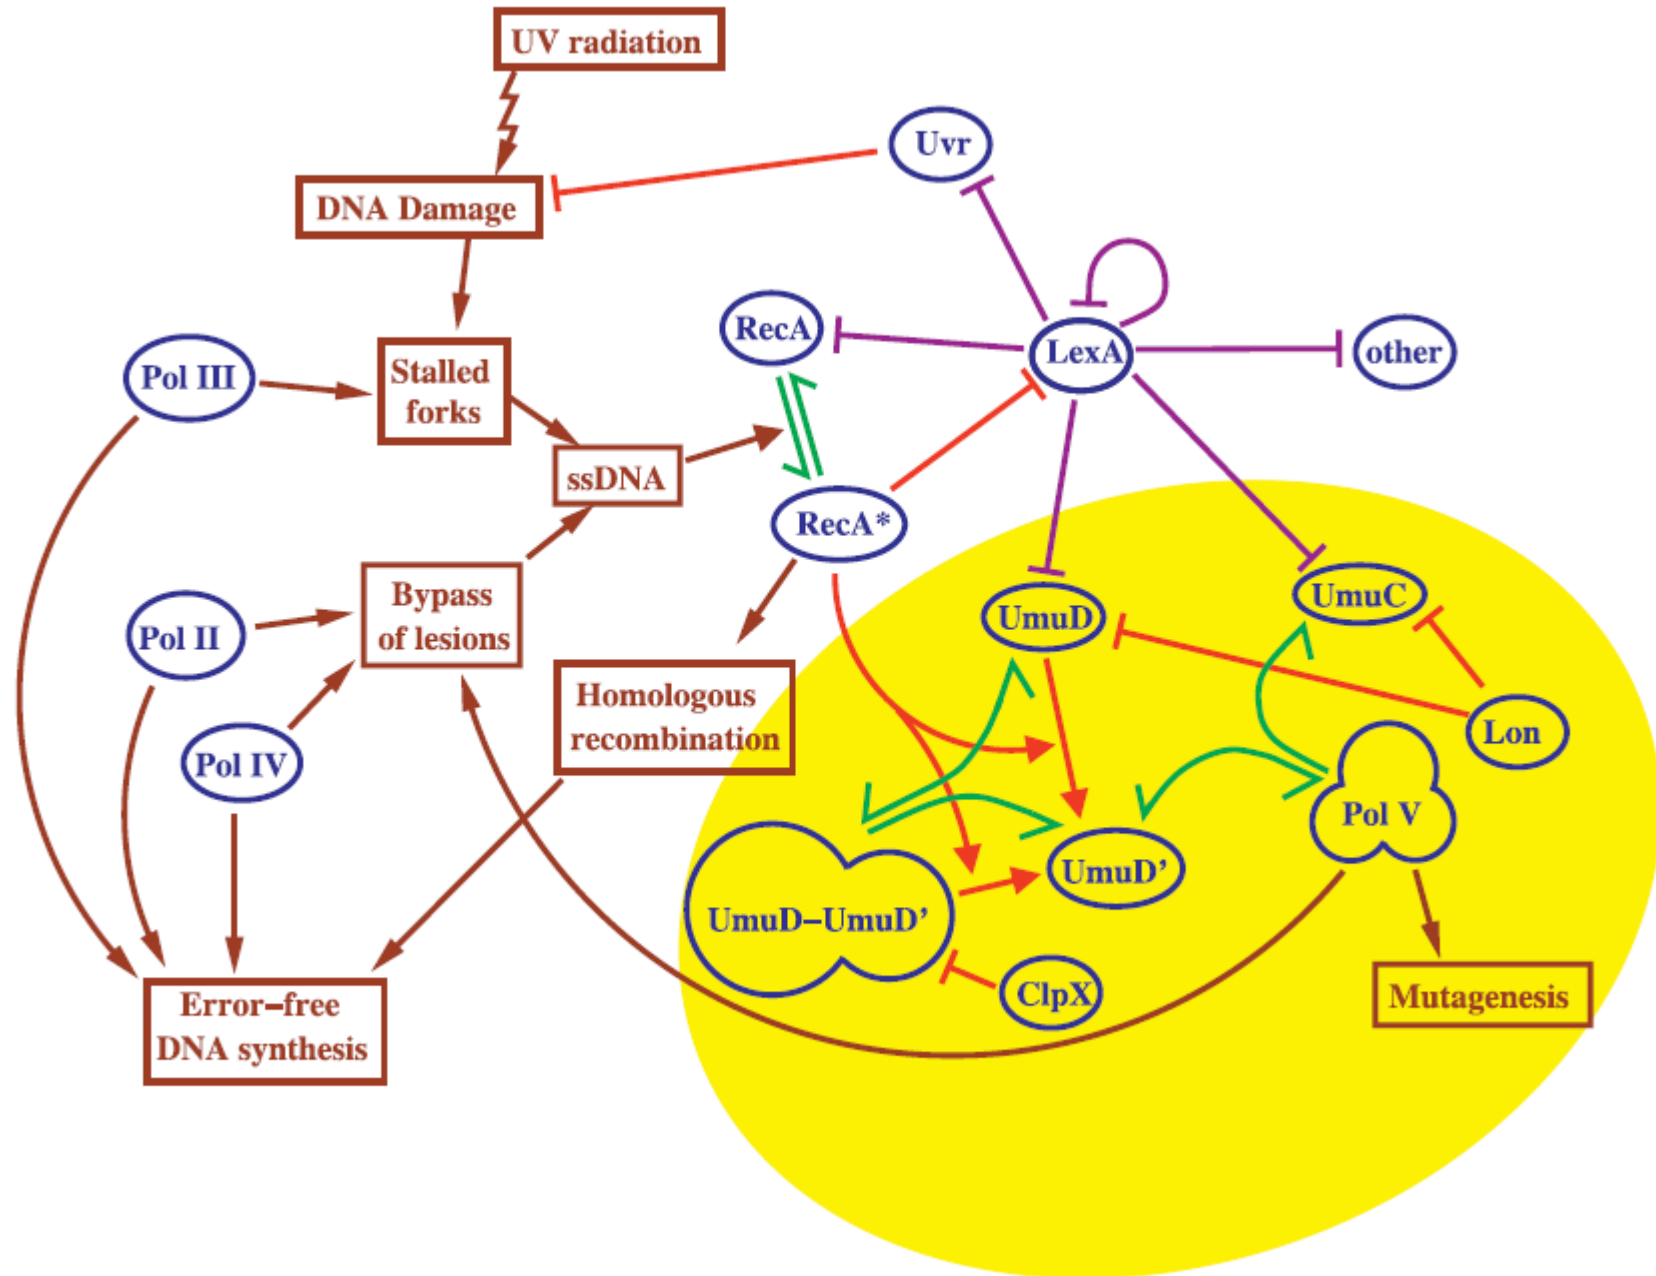 UV radiation
Uvr
DNA Damage
RecA
LexA
other
Pol III
Stalled
forks
ssDNA
RecA*
Bypass
of lesions
UmuD
UmuC
Pol II
Homologous
recombination
Lon
Pol IV
Pol V
UmuD’
UmuD–UmuD’
ClpX
Mutagenesis
Error–free
DNA synthesis